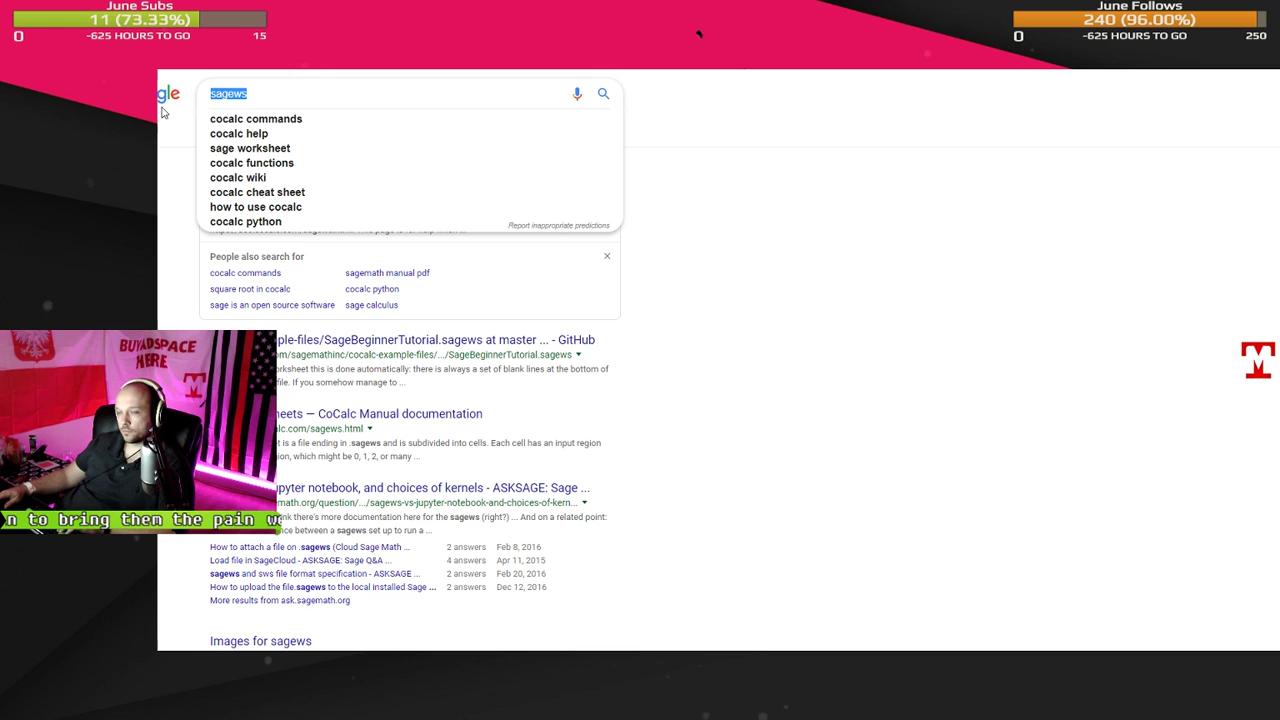 June Subs
11 (73.33%)
0
-625 HOURS TO GO
15
June Follows
240 (96.00%)
0
-625 HOURS TO GO
250
gle
sagews
cocalc commands
cocalc help
sage worksheet
cocalc functions
cocalc wiki
cocalc cheat sheet
how to use cocalc
cocalc python
Report inappropriate predictions
People also search for
cocalc commands
sagemath manual pdf
square root in cocalc
cocalc python
sage is an open source software
sage calculus
ple-files/SageBeginnerTutorial.sagews at master ... - GitHub
om/sagemathinc/cocalc-example-files/.../SageBeginnerTutorial.sagews
orksheet this is done automatically: there is always a set of blank lines at the bottom of
file. If you somehow manage to ...
eets — CoCalc Manual documentation
lc.com/sagews.html
t is a file ending in .sagews and is subdivided into cells. Each cell has an input region
ion, which might be 0, 1, 2, or many ...
upyter notebook, and choices of kernels - ASKSAGE: Sage ...
math.org/question/.../sagews-vs-jupyter-notebook-and-choices-of-kern...
ink there's more documentation here for the sagews (right?) ... And on a related point:
nce between a sagews set up to run a ...
How to attach a file on .sagews (Cloud Sage Math ...
2 answers
Feb 8, 2016
Load file in SageCloud - ASKSAGE: Sage Q&A ...
4 answers
Apr 11, 2015
sagews and sws file format specification - ASKSAGE ...
2 answers
Feb 20, 2016
How to upload the file.sagews to the local installed Sage ...
2 answers
Dec 12, 2016
More results from ask.sagemath.org
Images for sagews
BUY ADSPACE
HERE
n to bring them the pain we